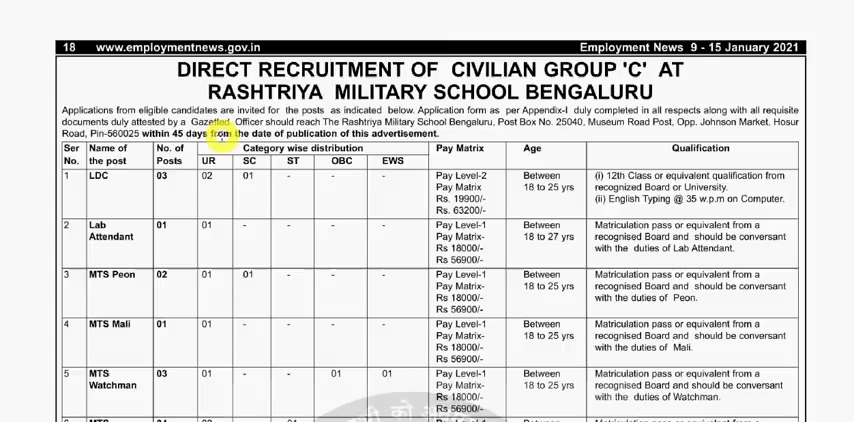 18 www.employmentnews.gov.in Employment News 9 - 15 January 2021
DIRECT RECRUITMENT OF CIVILIAN GROUP 'C' AT
RASHTRIYA MILITARY SCHOOL BENGALURU
Applications from eligible candidates are invited for the posts as indicated below. Application form as per Appendix-I duly completed in all respects along with all requisite
documents duly attested by a Gazetted Officer should reach The Rashtriya Military School Bengaluru, Post Box No. 25040, Museum Road Post, Opp. Johnson Market, Hosur
Road, Pin-560025 within 45 days from the date of publication of this advertisement.
Ser Name of No. of Category wise distribution Pay Matrix Age Qualification
No. the post Posts UR SC ST OBC EWS
1 LDC 03 02 01 - - - Pay Level-2 Between (i) 12th Class or equivalent qualification from
Pay Matrix 18 to 25 yrs recognized Board or University.
Rs. 19900/- (ii) English Typing @ 35 w.p.m on Computer.
Rs. 63200/-
2 Lab 01 01 - - - - Pay Level-1 Between Matriculation pass or equivalent from a
Attendant Pay Matrix- 18 to 27 yrs recognised Board and should be conversant
Rs 18000/- with the duties of Lab Attendant.
Rs 56900/-
3 MTS Peon 02 01 01 - - - Pay Level-1 Between Matriculation pass or equivalent from a
Pay Matrix- 18 to 25 yrs recognised Board and should be conversant
Rs 18000/- with the duties of Peon.
Rs 56900/-
4 MTS Mali 01 01 - - - - Pay Level-1 Between Matriculation pass or equivalent from a
Pay Matrix- 18 to 25 yrs recognised Board and should be conversant
Rs 18000/- with the duties of Mali.
Rs 56900/-
5 MTS 03 01 - - 01 01 Pay Level-1 Between Matriculation pass or equivalent from a
Watchman Pay Matrix- 18 to 25 yrs recognised Board and should be conversant
Rs 18000/- with the duties of Watchman.
Rs 56900/-